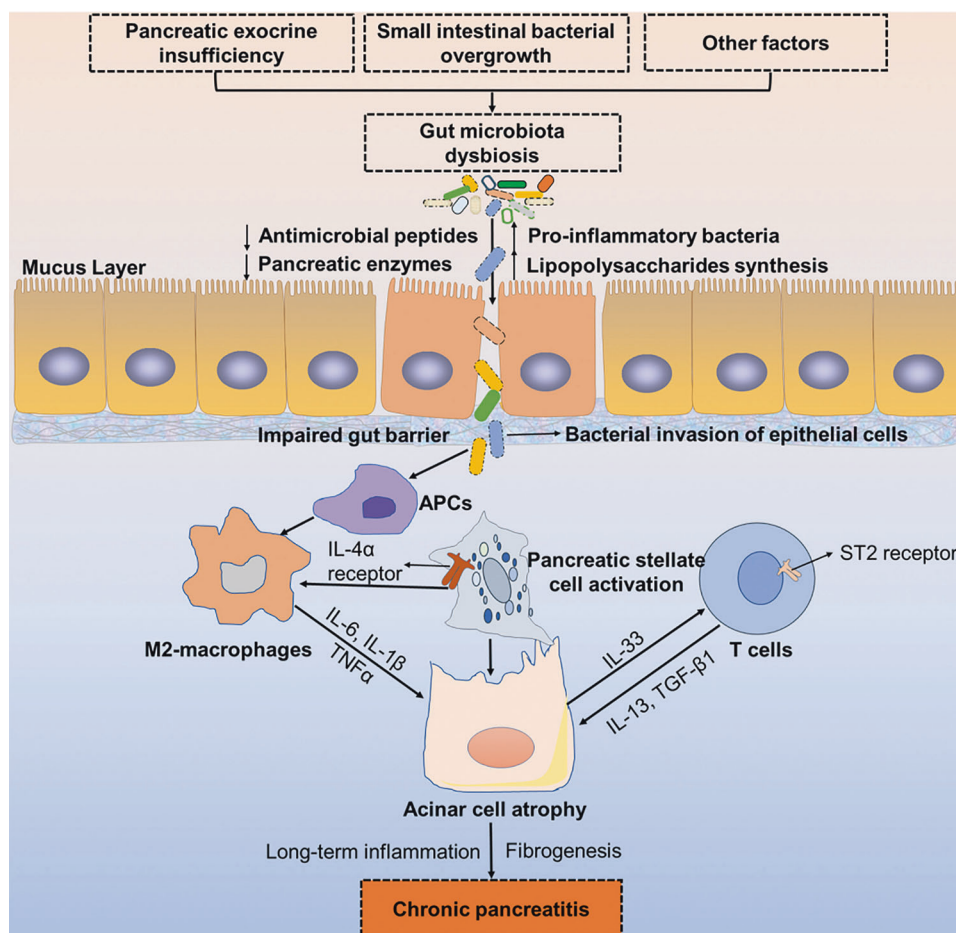 Pancreatic exocrine
insufficiency
Small intestinal bacterial
overgrowth
Other factors
Gut microbiota
dysbiosis
Antimicrobial peptides
Pancreatic enzymes
Pro-inflammatory bacteria
Lipopolysaccharides synthesis
Mucus Layer
Impaired gut barrier
Bacterial invasion of epithelial cells
APCs
IL-4α
receptor
Pancreatic stellate
cell activation
ST2 receptor
M2-macrophages
IL-6, IL-1β
TNFα
IL-33
IL-13, TGF-β1
T cells
Acinar cell atrophy
Long-term inflammation
Fibrogenesis
Chronic pancreatitis